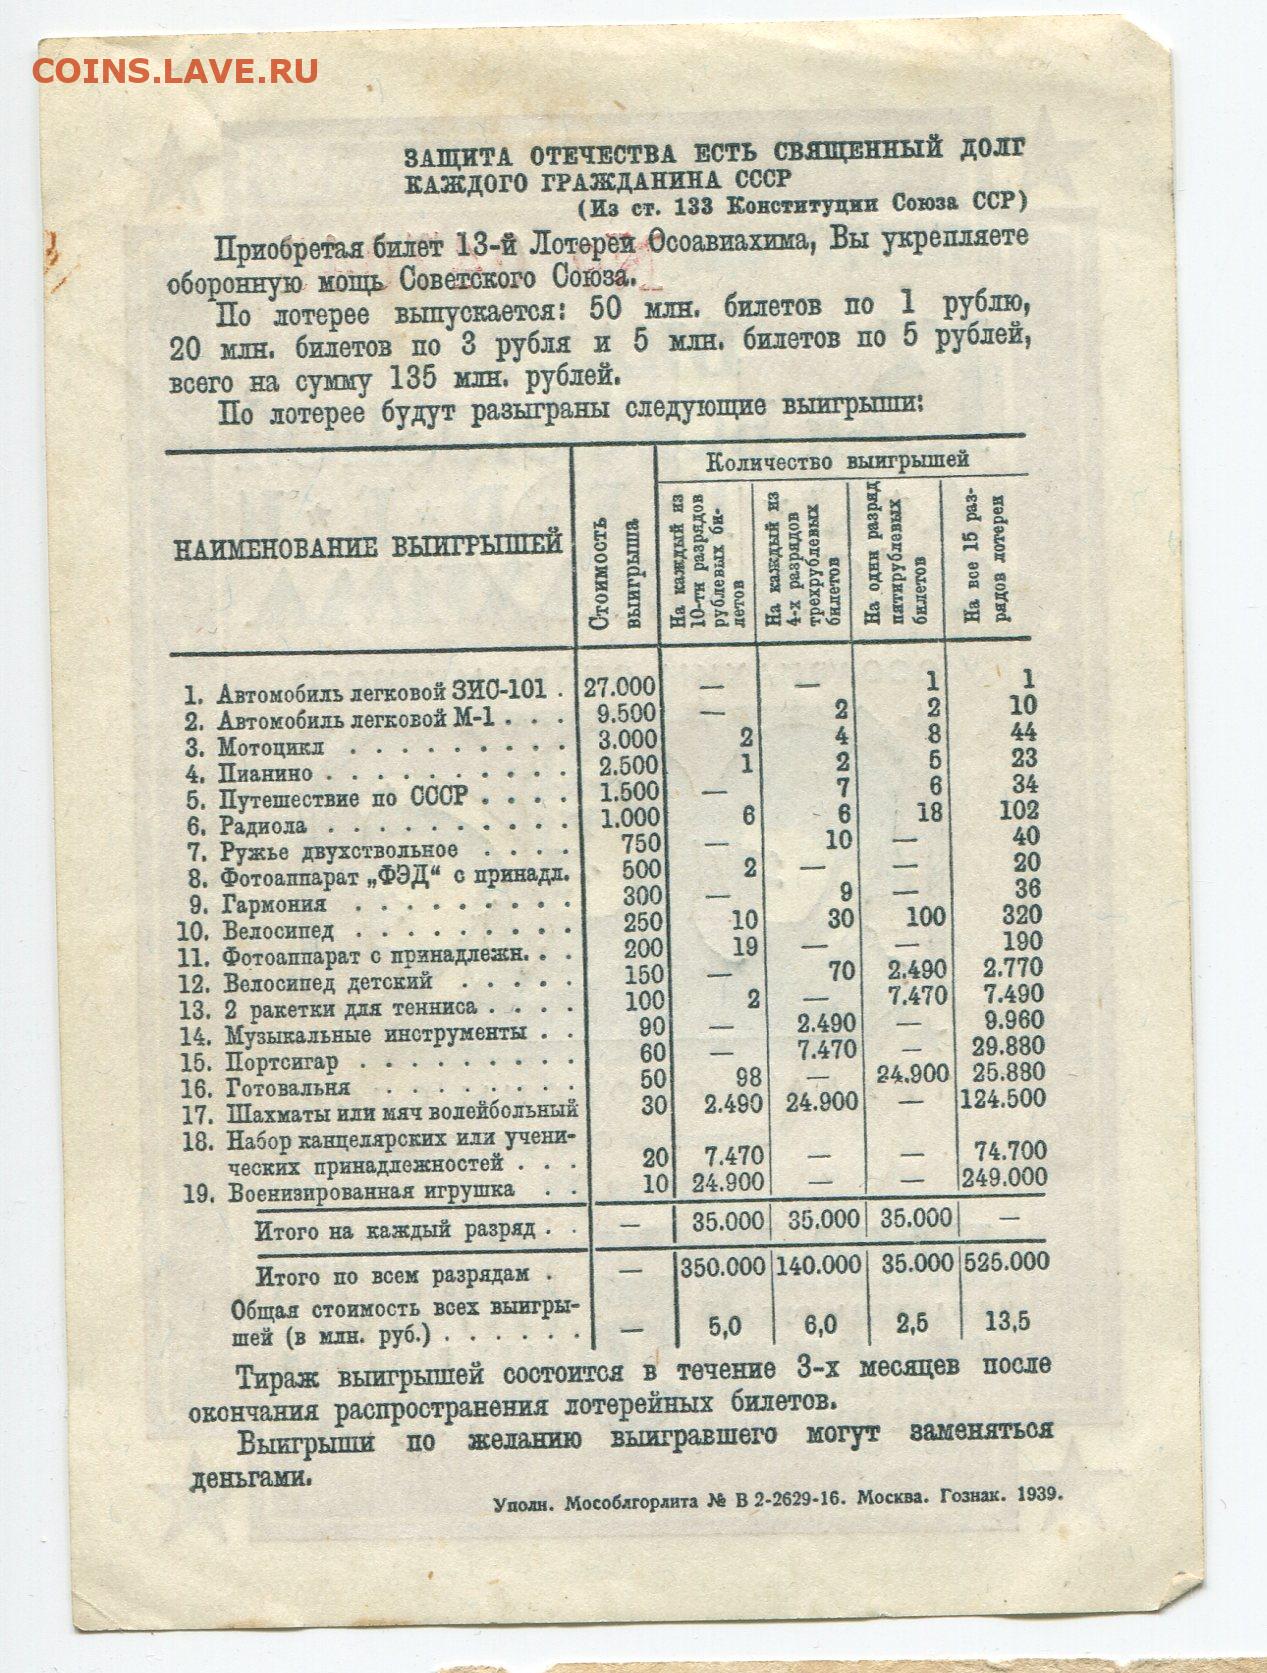 COINS.LAVE.RU
ЗАЩИТА ОТЕЧЕСТВА ЕСТЬ СВЯЩЕННЫЙ ДОЛГ
КАЖДОГО ГРАЖДАНИНА СССР
(Из ст. 133 Конституции Союза ССР)
Приобретая билет 13-й Лотереи Осоавиахима, Вы укрепляете
оборонную мощь Советского Союза.
По лотерее выпускается: 50 млн. билетов по 1 рублю,
20 млн. билетов по 3 рубля и 5 млн. билетов по 5 рублей,
всего на сумму 135 млн. рублей.
По лотерее будут разыграны следующие выигрыши:
НАИМЕНОВАНИЕ ВЫИГРЫШЕЙ
Стоимость
выигрыша
Количество выигрышей
На каждый из
10-ти разрядов
рублевых би-
летов
На каждый из
4-х разрядов
трехрублевых
билетов
На один разряд
пятирублевых
билетов
На все 15 раз-
рядов лотереи
1. Автомобиль легковой ЗИС-101 . 27.000 — — 1 1
2. Автомобиль легковой М-1 . . . 9.500 — 2 2 10
3. Мотоцикл . . . . . . . . . 3.000 2 4 8 44
4. Пианино . . . . . . . . . . 2.500 1 2 5 23
5. Путешествие по СССР . . . . 1.500 — 7 6 34
6. Радиола . . . . . . . . . . 1.000 6 6 18 102
7. Ружье двухствольное . . . . 750 — 10 — 40
8. Фотоаппарат „ФЭД“ с принадл. 500 2 — — 20
9. Гармония . . . . . . . . . 300 — 9 — 36
10. Велосипед . . . . . . . . . 250 10 30 100 320
11. Фотоаппарат с принадлежн. . . 200 19 — — 190
12. Велосипед детский . . . . . 150 — 70 2.490 2.770
13. 2 ракетки для тенниса . . . . 100 2 — 7.470 7.490
14. Музыкальные инструменты . . 90 — 2.490 — 9.960
15. Портсигар . . . . . . . . . 60 — 7.470 — 29.880
16. Готовальня . . . . . . . . 50 98 — 24.900 25.880
17. Шахматы или мяч волейбольный 30 2.490 24.900 — 124.500
18. Набор канцелярских или учени-
ческих принадлежностей . . . 20 7.470 — — 74.700
19. Военизированная игрушка . . 10 24.900 — — 249.000
Итого на каждый разряд . . — 35.000 35.000 35.000 —
Итого по всем разрядам . — 350.000 140.000 35.000 525.000
Общая стоимость всех выигры-
шей (в млн. руб.) . . . . . . — 5,0 6,0 2,5 13,5
Тираж выигрышей состоится в течение 3-х месяцев после
окончания распространения лотерейных билетов.
Выигрыши по желанию выигравшего могут заменяться
деньгами.
Уполн. Мособлгорлита № В 2-2629-16. Москва. Гознак. 1939.